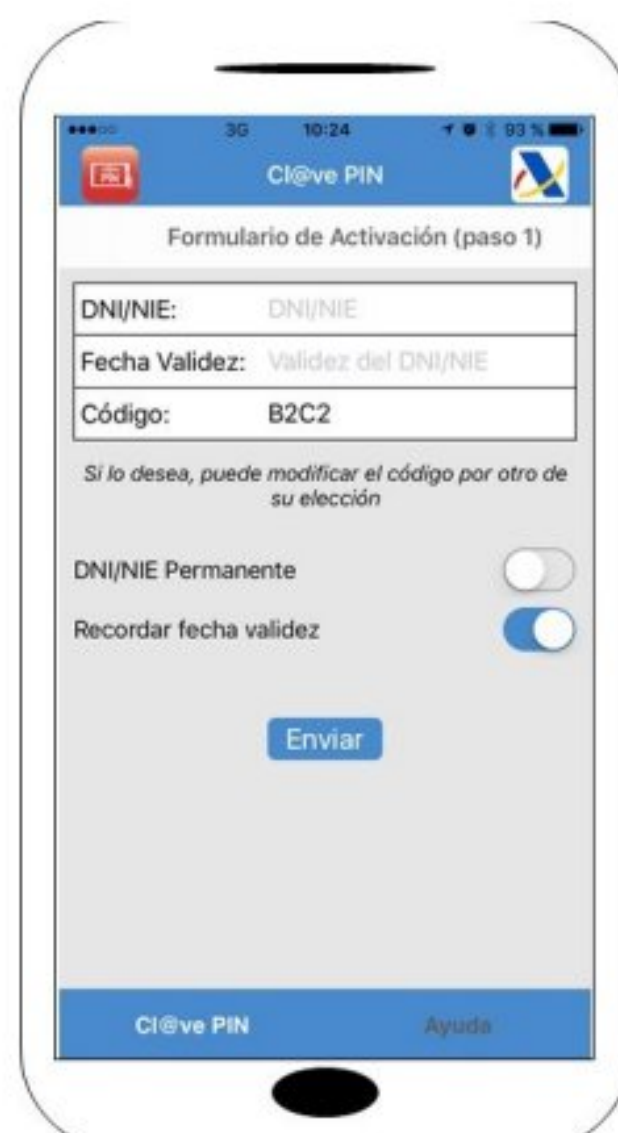 3G 10:24 93 %
PIN
Cl@ve PIN
Formulario de Activación (paso 1)
DNI/NIE: DNI/NIE
Fecha Validez: Validez del DNI/NIE
Código: B2C2
Si lo desea, puede modificar el código por otro de
su elección
DNI/NIE Permanente
Recordar fecha validez
Enviar
Cl@ve PIN Ayuda